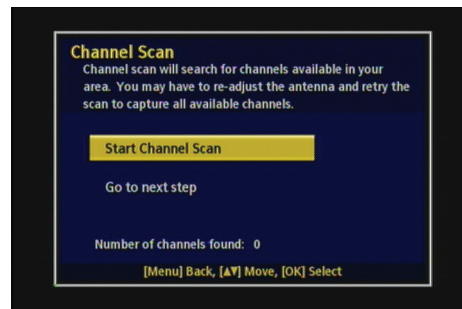 Channel Scan
Channel scan will search for channels available in your
area. You may have to re-adjust the antenna and retry the
scan to capture all available channels.
Start Channel Scan
Go to next step
Number of channels found: 0
[Menu] Back, [▲▼] Move, [OK] Select